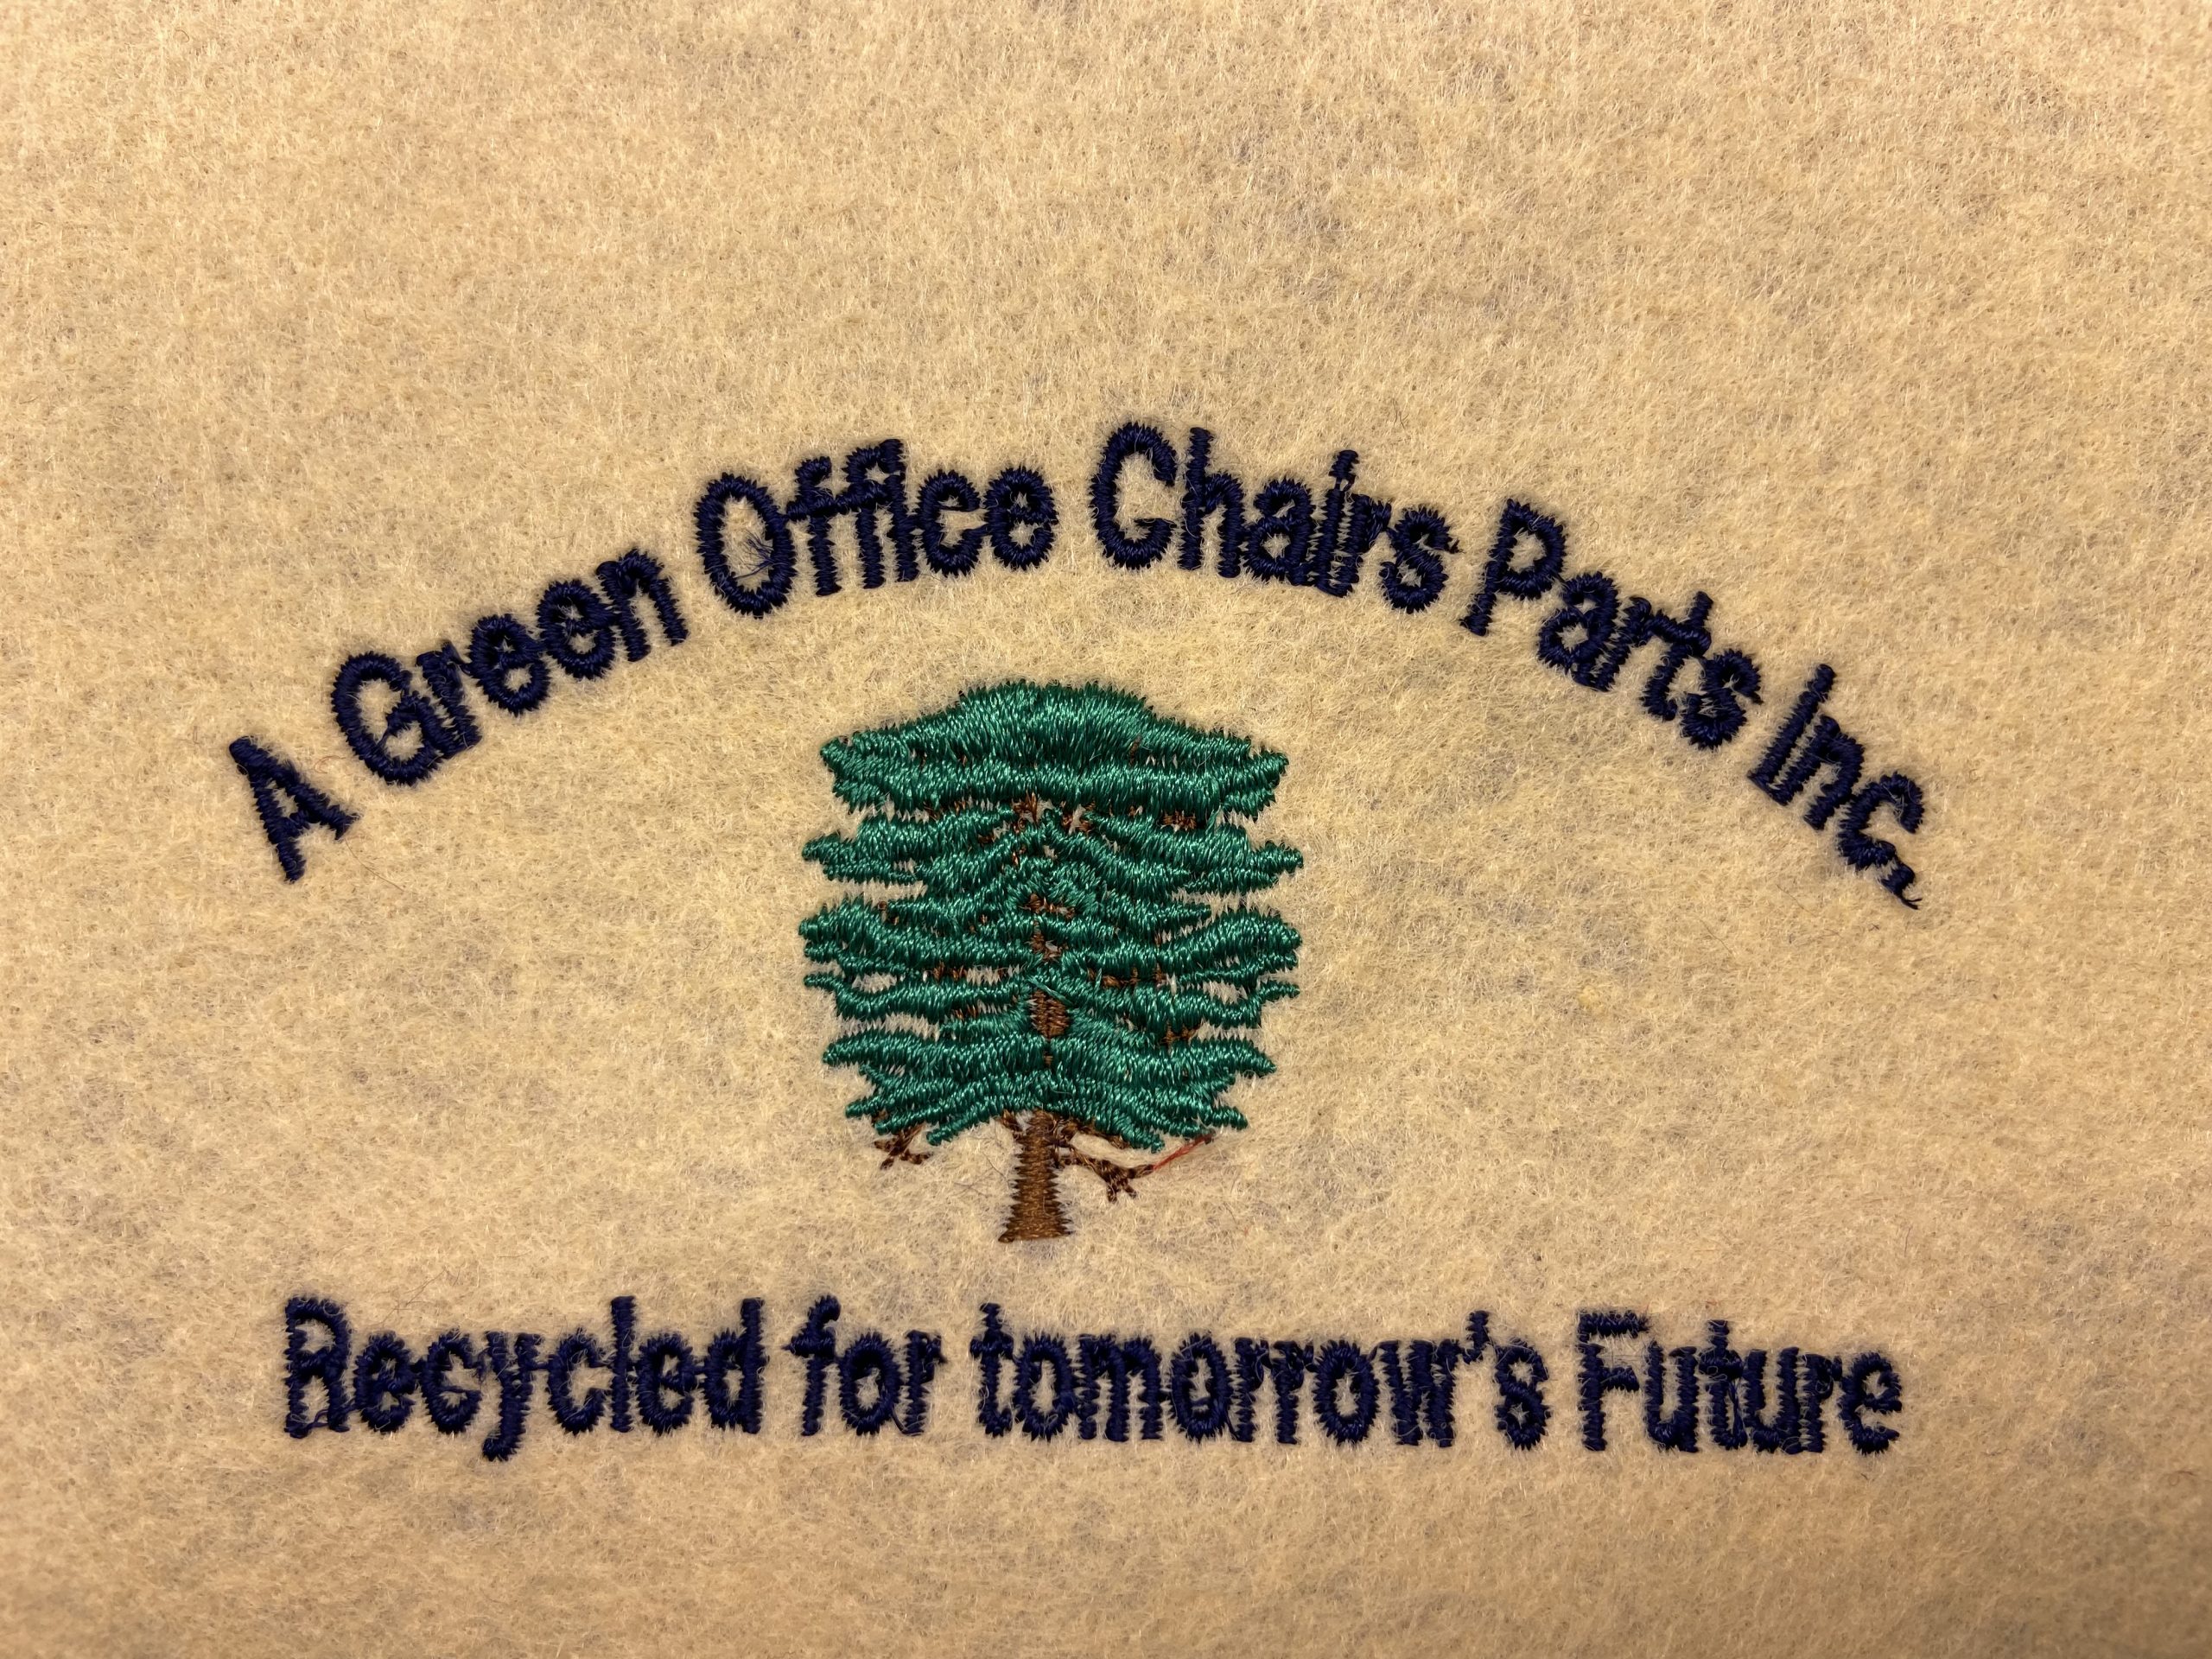 A Green Office Chairs Parts Inc.
Recycled for tomorrow's Future